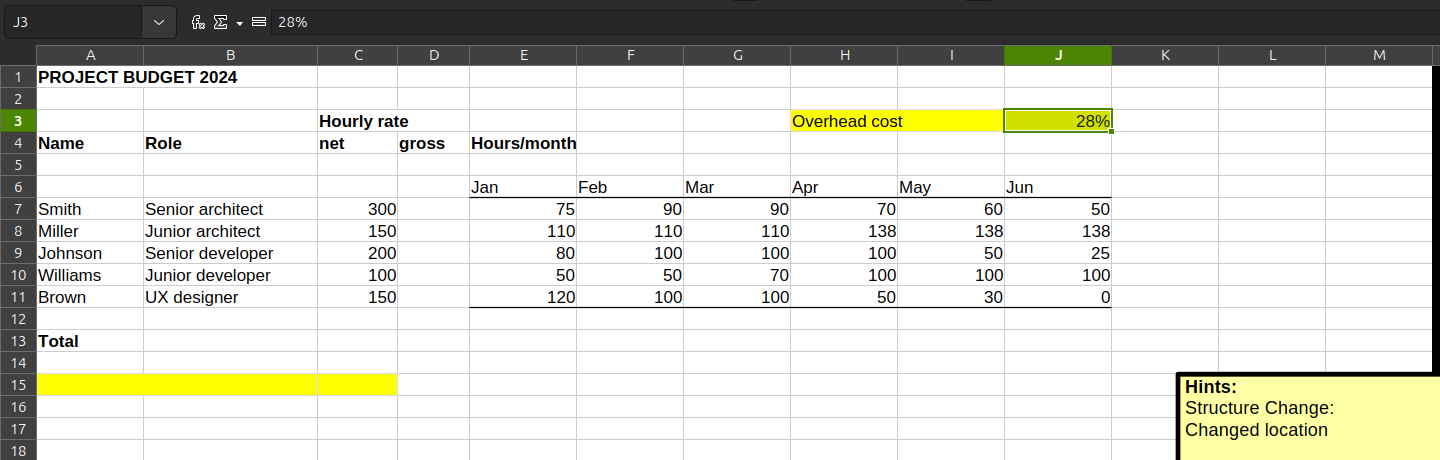 J3 28%
A B C D E F G H I J K L M
1 PROJECT BUDGET 2024
2
3 Hourly rate Overhead cost 28%
4 Name Role net gross Hours/month
5
6 Jan Feb Mar Apr May Jun
7 Smith Senior architect 300 75 90 90 70 60 50
8 Miller Junior architect 150 110 110 110 138 138 138
9 Johnson Senior developer 200 80 100 100 100 50 25
10 Williams Junior developer 100 50 50 70 100 100 100
11 Brown UX designer 150 120 100 100 50 30 0
12
13 Total
14
15
Hints:
16 Structure Change:
17 Changed location
18